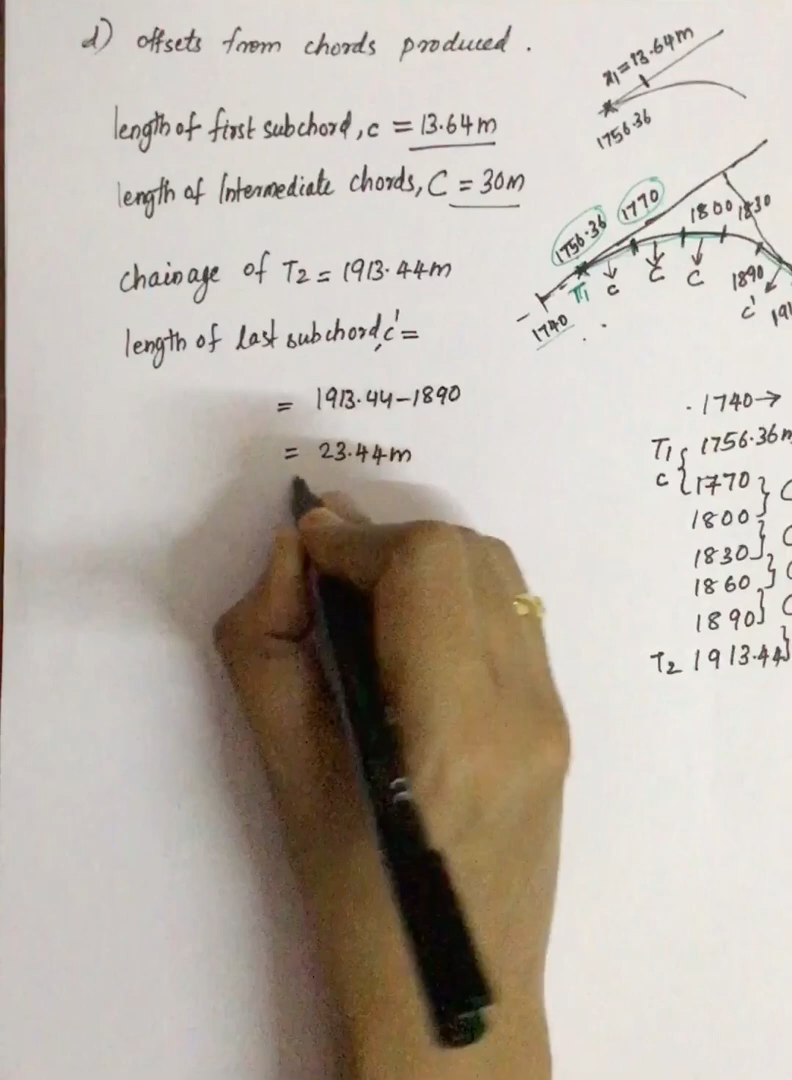 d) offsets from chords produced.
length of first subchord, c = 13.64m
length of Intermediate chords, C = 30m
chainage of T2 = 1913.44m
length of last subchord, c' =
= 1913.44-1890
= 23.44m
x1=13.64m
1756.36
1756.36 1770 1800 1830
T1 c C C 1890
1740 c'
. 1740→
T1 1756.36m
c 1770
1800
1830
1860
1890
T2 1913.44